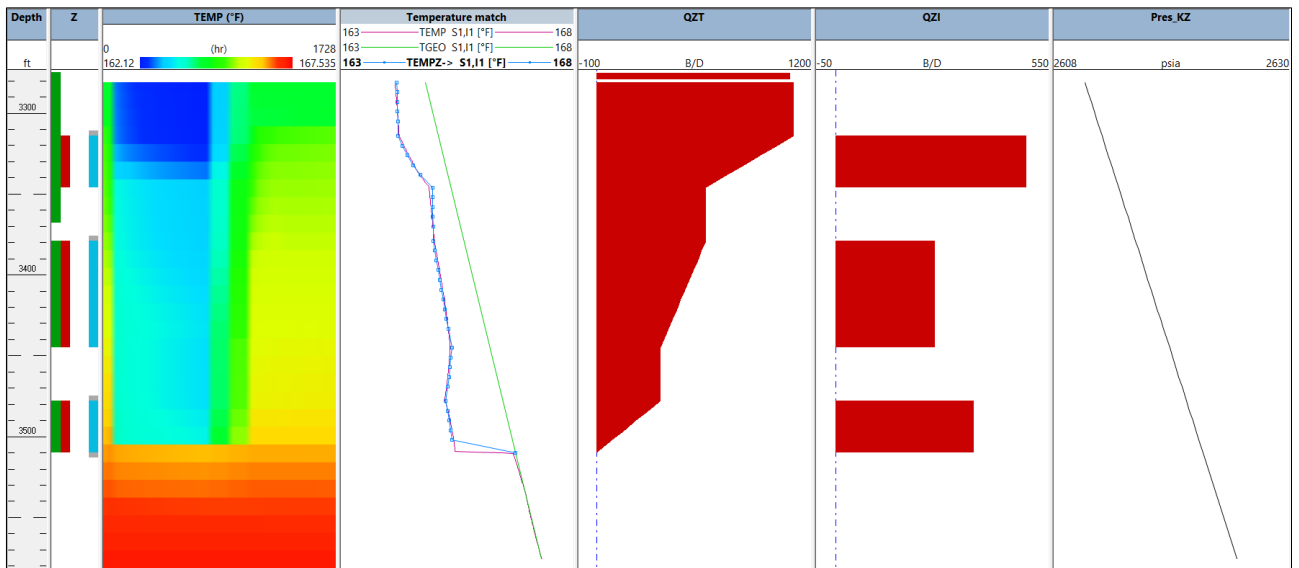 Depth Z TEMP (°F) Temperature match QZT QZI Pres_KZ
163 TEMP S1,I1 [°F] 168
0 (hr) 1728 163 TGEO S1,I1 [°F] 168
ft 162.12 167.535 163 TEMPZ-> S1,I1 [°F] 168 -100 B/D 1200 -50 B/D 550 2608 psia 2630
3300
3400
3500